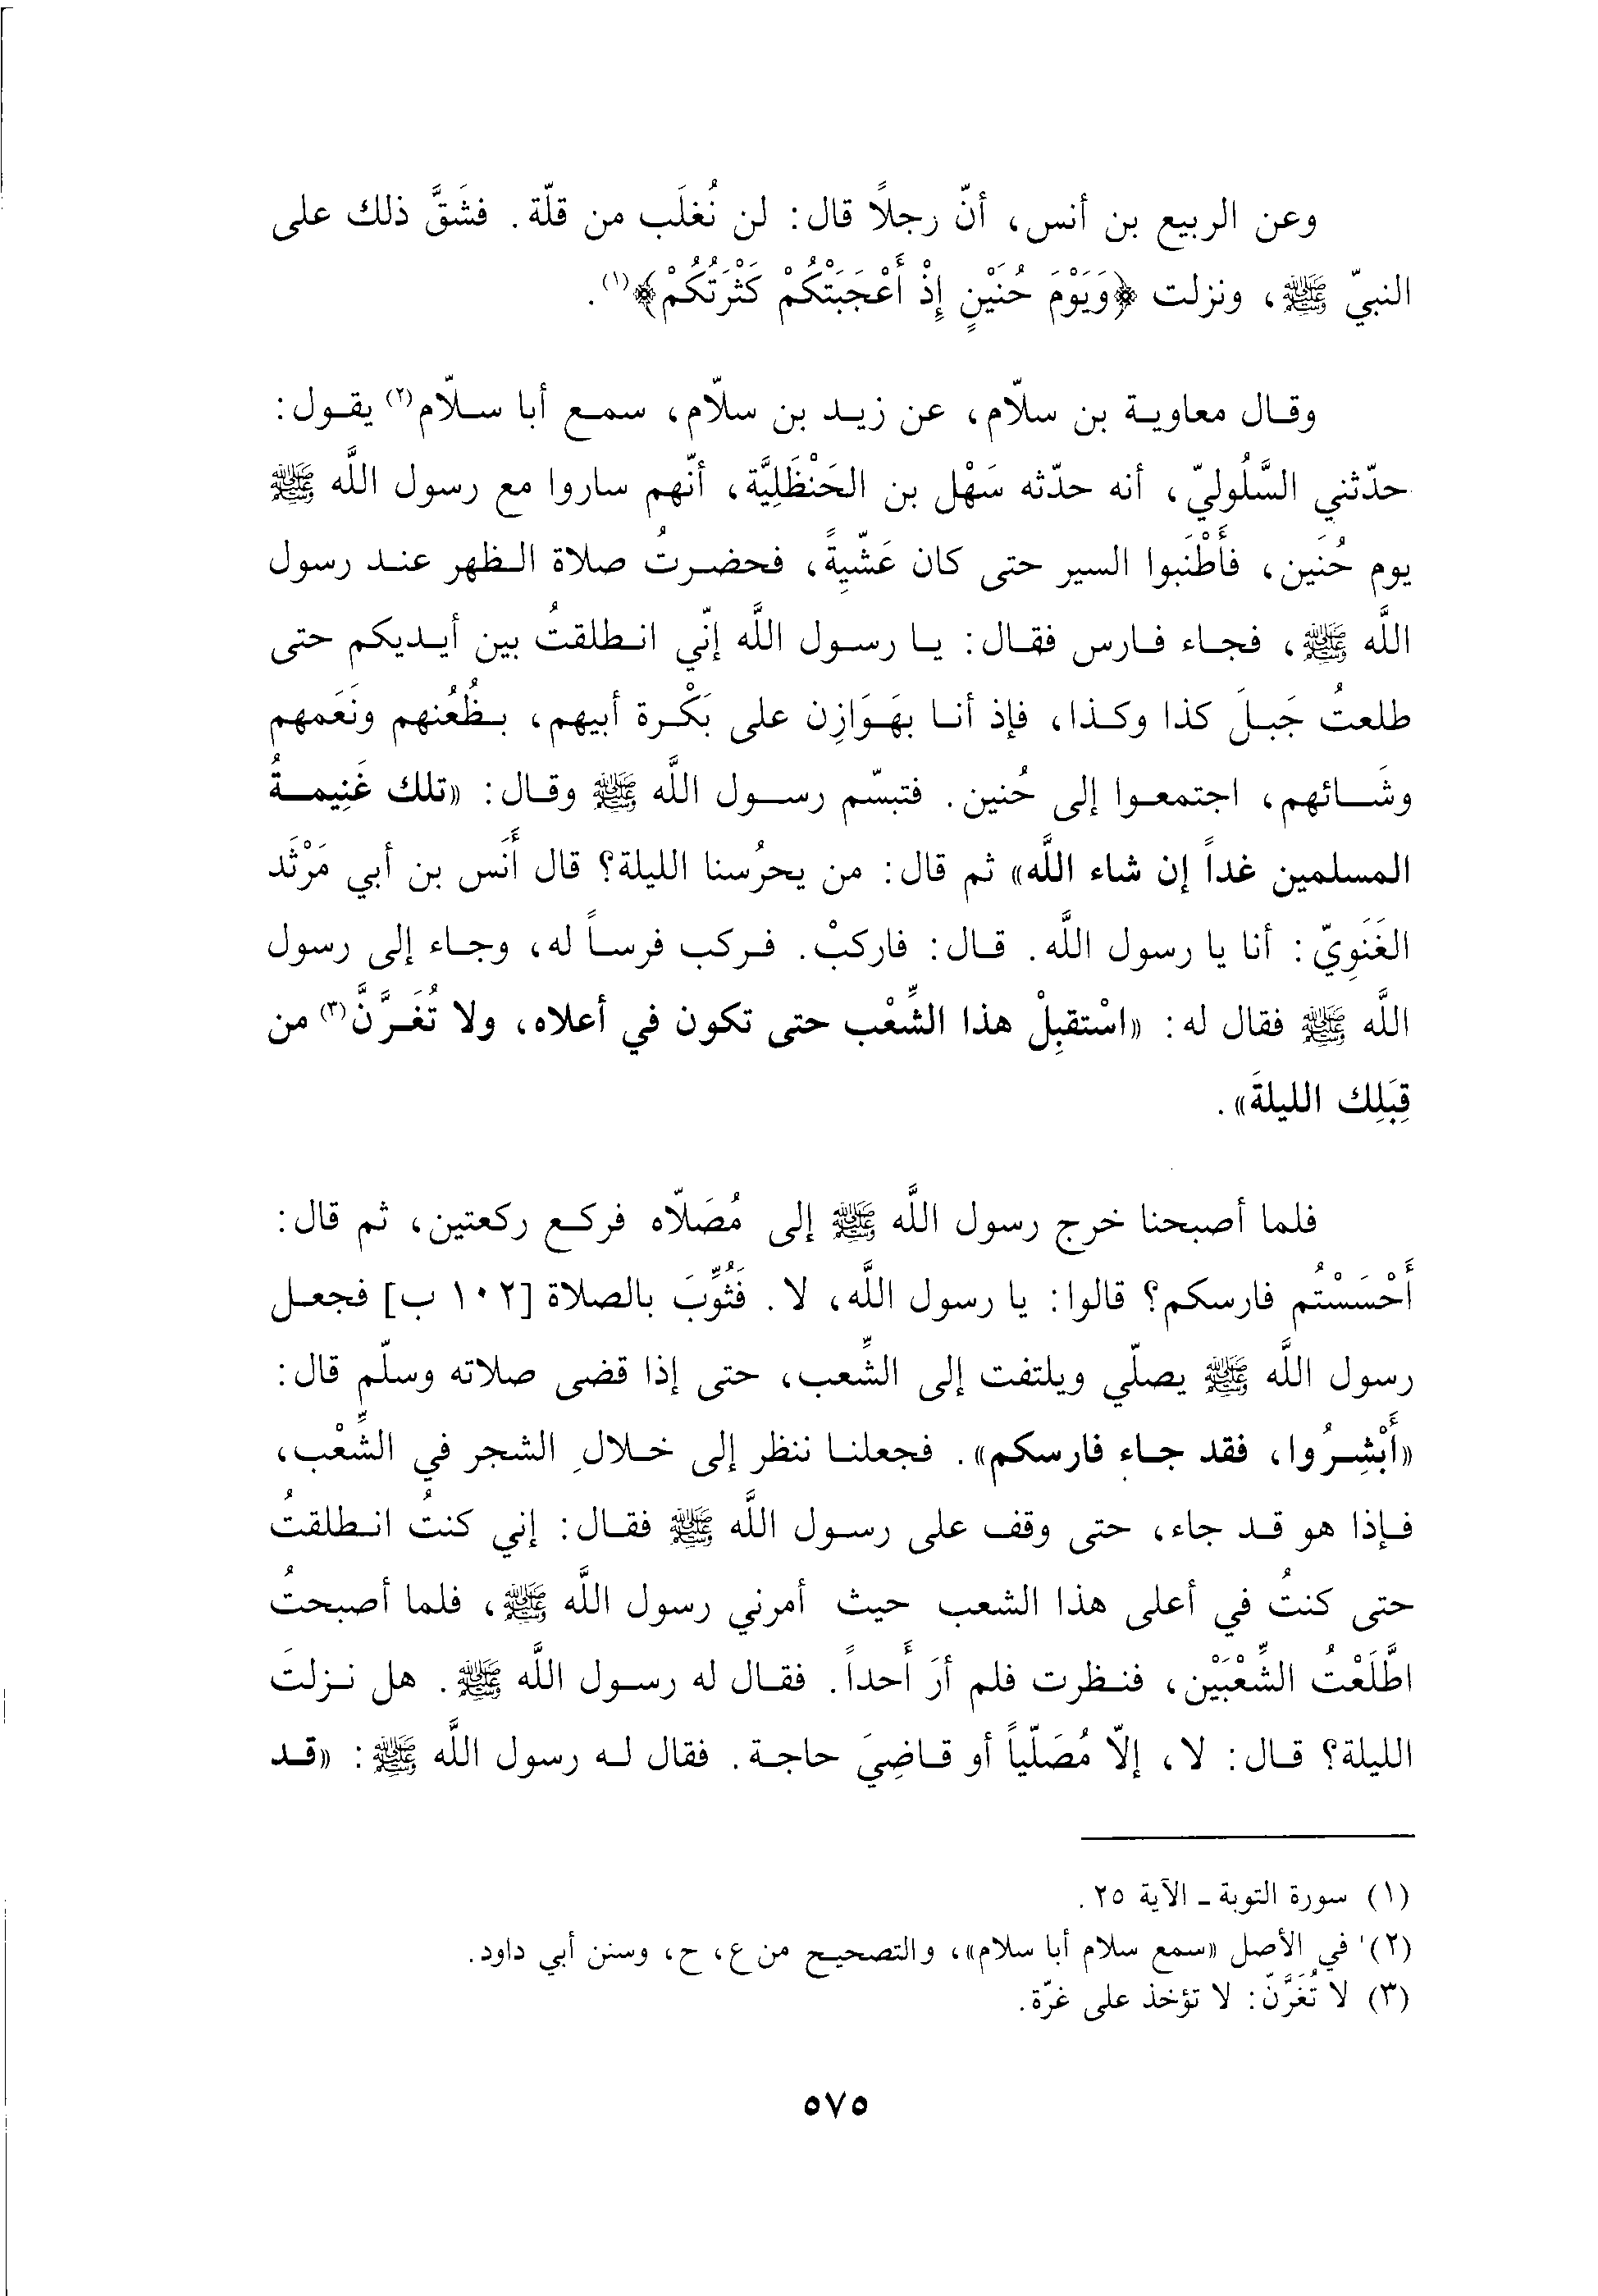 وعن الربيع بن أنس، أنّ رجلاً قال: لن نُغلَب من قلّة. فشَقَّ ذلك على
النبيّ ﷺ، ونزلت ﴿وَيَوْمَ حُنَيْنٍ إِذْ أَعْجَبَتْكُمْ كَثْرَتُكُمْ﴾(١).
وقال معاوية بن سلاّم، عن زيد بن سلاّم، سمع أبا سلاّم(٢) يقول:
حدّثني السَّلُوليّ، أنه حدّثه سَهْل بن الحَنْظَلِيَّة، أنّهم ساروا مع رسول اللَّه ﷺ
يوم حُنَين، فأَطْنَبوا السير حتى كان عَشّيِةً، فحضرتُ صلاة الظهر عند رسول
اللَّه ﷺ، فجاء فارس فقال: يا رسول اللَّه إنّي انطلقتُ بين أيديكم حتى
طلعتُ جَبلَ كذا وكذا، فإذ أنا بهَوَازِن على بَكْرة أبيهم، بظُعُنهم ونَعَمهم
وشَائهم، اجتمعوا إلى حُنين. فتبسّم رسول اللَّه ﷺ وقال: «تلك غَنِيمةُ
المسلمين غداً إن شاء اللَّه» ثم قال: من يحرُسنا الليلة؟ قال أَنَس بن أبي مَرْثَد
الغَنَوِيّ: أنا يا رسول اللَّه. قال: فاركبْ. فركب فرساً له، وجاء إلى رسول
اللَّه ﷺ فقال له: «اسْتقبِلْ هذا الشِّعْب حتى تكون في أعلاه، ولا تُغَرَّنَّ(٣) من
قِبَلِك الليلةَ».
فلما أصبحنا خرج رسول اللَّه ﷺ إلى مُصَلاّه فركع ركعتين، ثم قال:
أَحْسَسْتُم فارسكم؟ قالوا: يا رسول اللَّه، لا. فَثُوِّبَ بالصلاة [١٠٢ ب] فجعل
رسول اللَّه ﷺ يصلّي ويلتفت إلى الشِّعب، حتى إذا قضى صلاته وسلّم قال:
«أَبْشِرُوا، فقد جاء فارسكم». فجعلنا ننظر إلى خلالِ الشجر في الشِّعْب،
فإذا هو قد جاء، حتى وقف على رسول اللَّه ﷺ فقال: إني كنتُ انطلقتُ
حتى كنتُ في أعلى هذا الشعب حيث أمرني رسول اللَّه ﷺ، فلما أصبحتُ
اطَّلَعْتُ الشِّعْبَيْن، فنظرت فلم أرَ أَحداً. فقال له رسول اللَّه ﷺ. هل نزلتَ
الليلة؟ قال: لا، إلاّ مُصَلّياً أو قاضِيَ حاجة. فقال له رسول اللَّه ﷺ: «قد
(١) سورة التوبة ـ الآية ٢٥.
(٢) في الأصل «سمع سلام أبا سلام»، والتصحيح من ع، ح، وسنن أبي داود.
(٣) لا تُغَرَّنّ: لا تؤخذ على غرّة.
٥٧٥